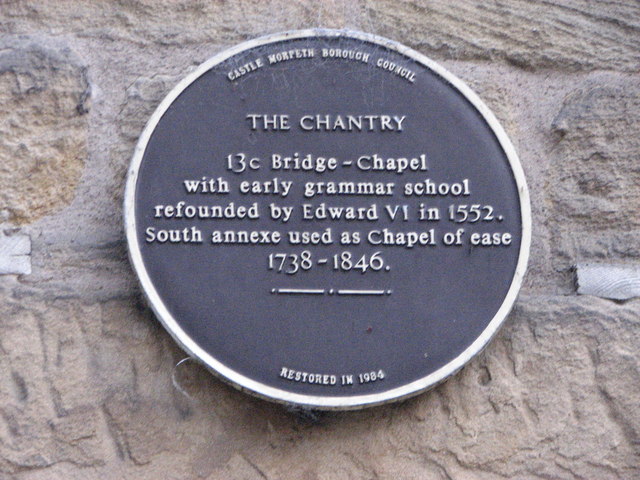 CASTLE MORPETH BOROUGH COUNCIL
THE CHANTRY
13c Bridge-Chapel
with early grammar school
refounded by Edward VI in 1552.
South annexe used as Chapel of ease
1738-1846.
RESTORED IN 1984